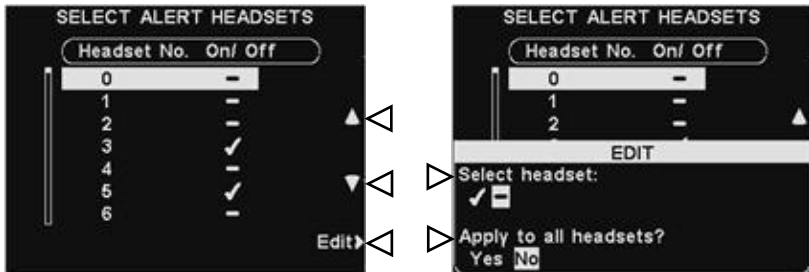 SELECT ALERT HEADSETS
Headset No. On/ Off
0 –
1 –
2 –
3 ✓
4 –
5 ✓
6 –
Edit
SELECT ALERT HEADSETS
Headset No. On/ Off
0 –
1 –
2 –
EDIT
Select headset:
✓ –
Apply to all headsets?
Yes No